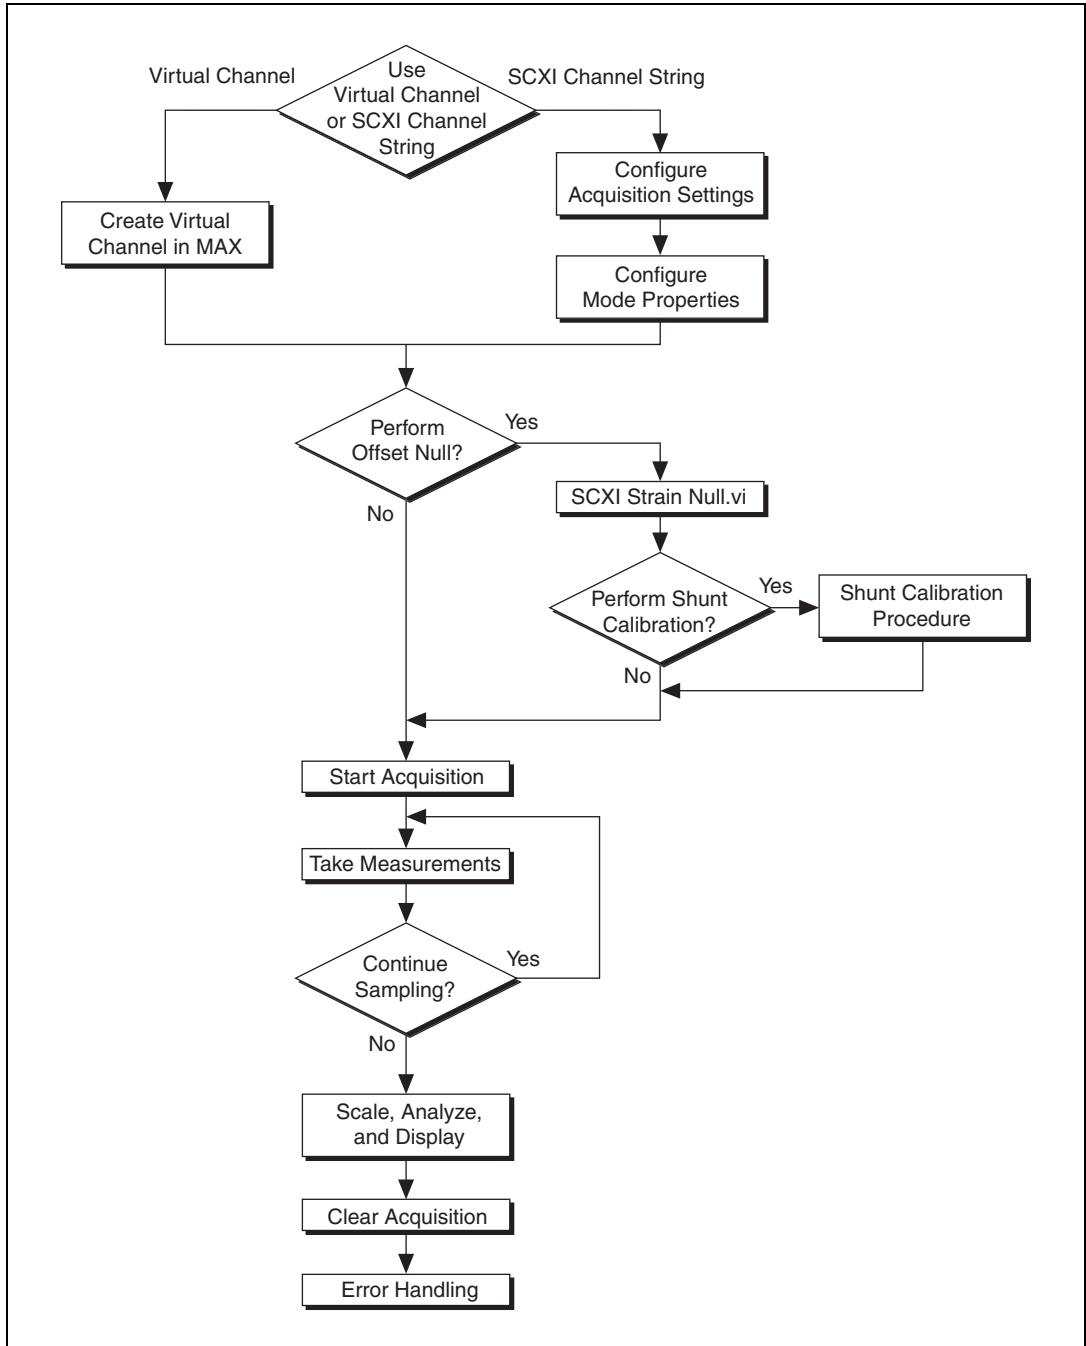 Virtual Channel
Use
Virtual Channel
or SCXI Channel
String
SCXI Channel String
Configure
Acquisition Settings
Create Virtual
Channel in MAX
Configure
Mode Properties
Perform
Offset Null?
Yes
No
SCXI Strain Null.vi
Perform Shunt
Calibration?
Yes
Shunt Calibration
Procedure
No
Start Acquisition
Take Measurements
Continue
Sampling?
Yes
No
Scale, Analyze,
and Display
Clear Acquisition
Error Handling